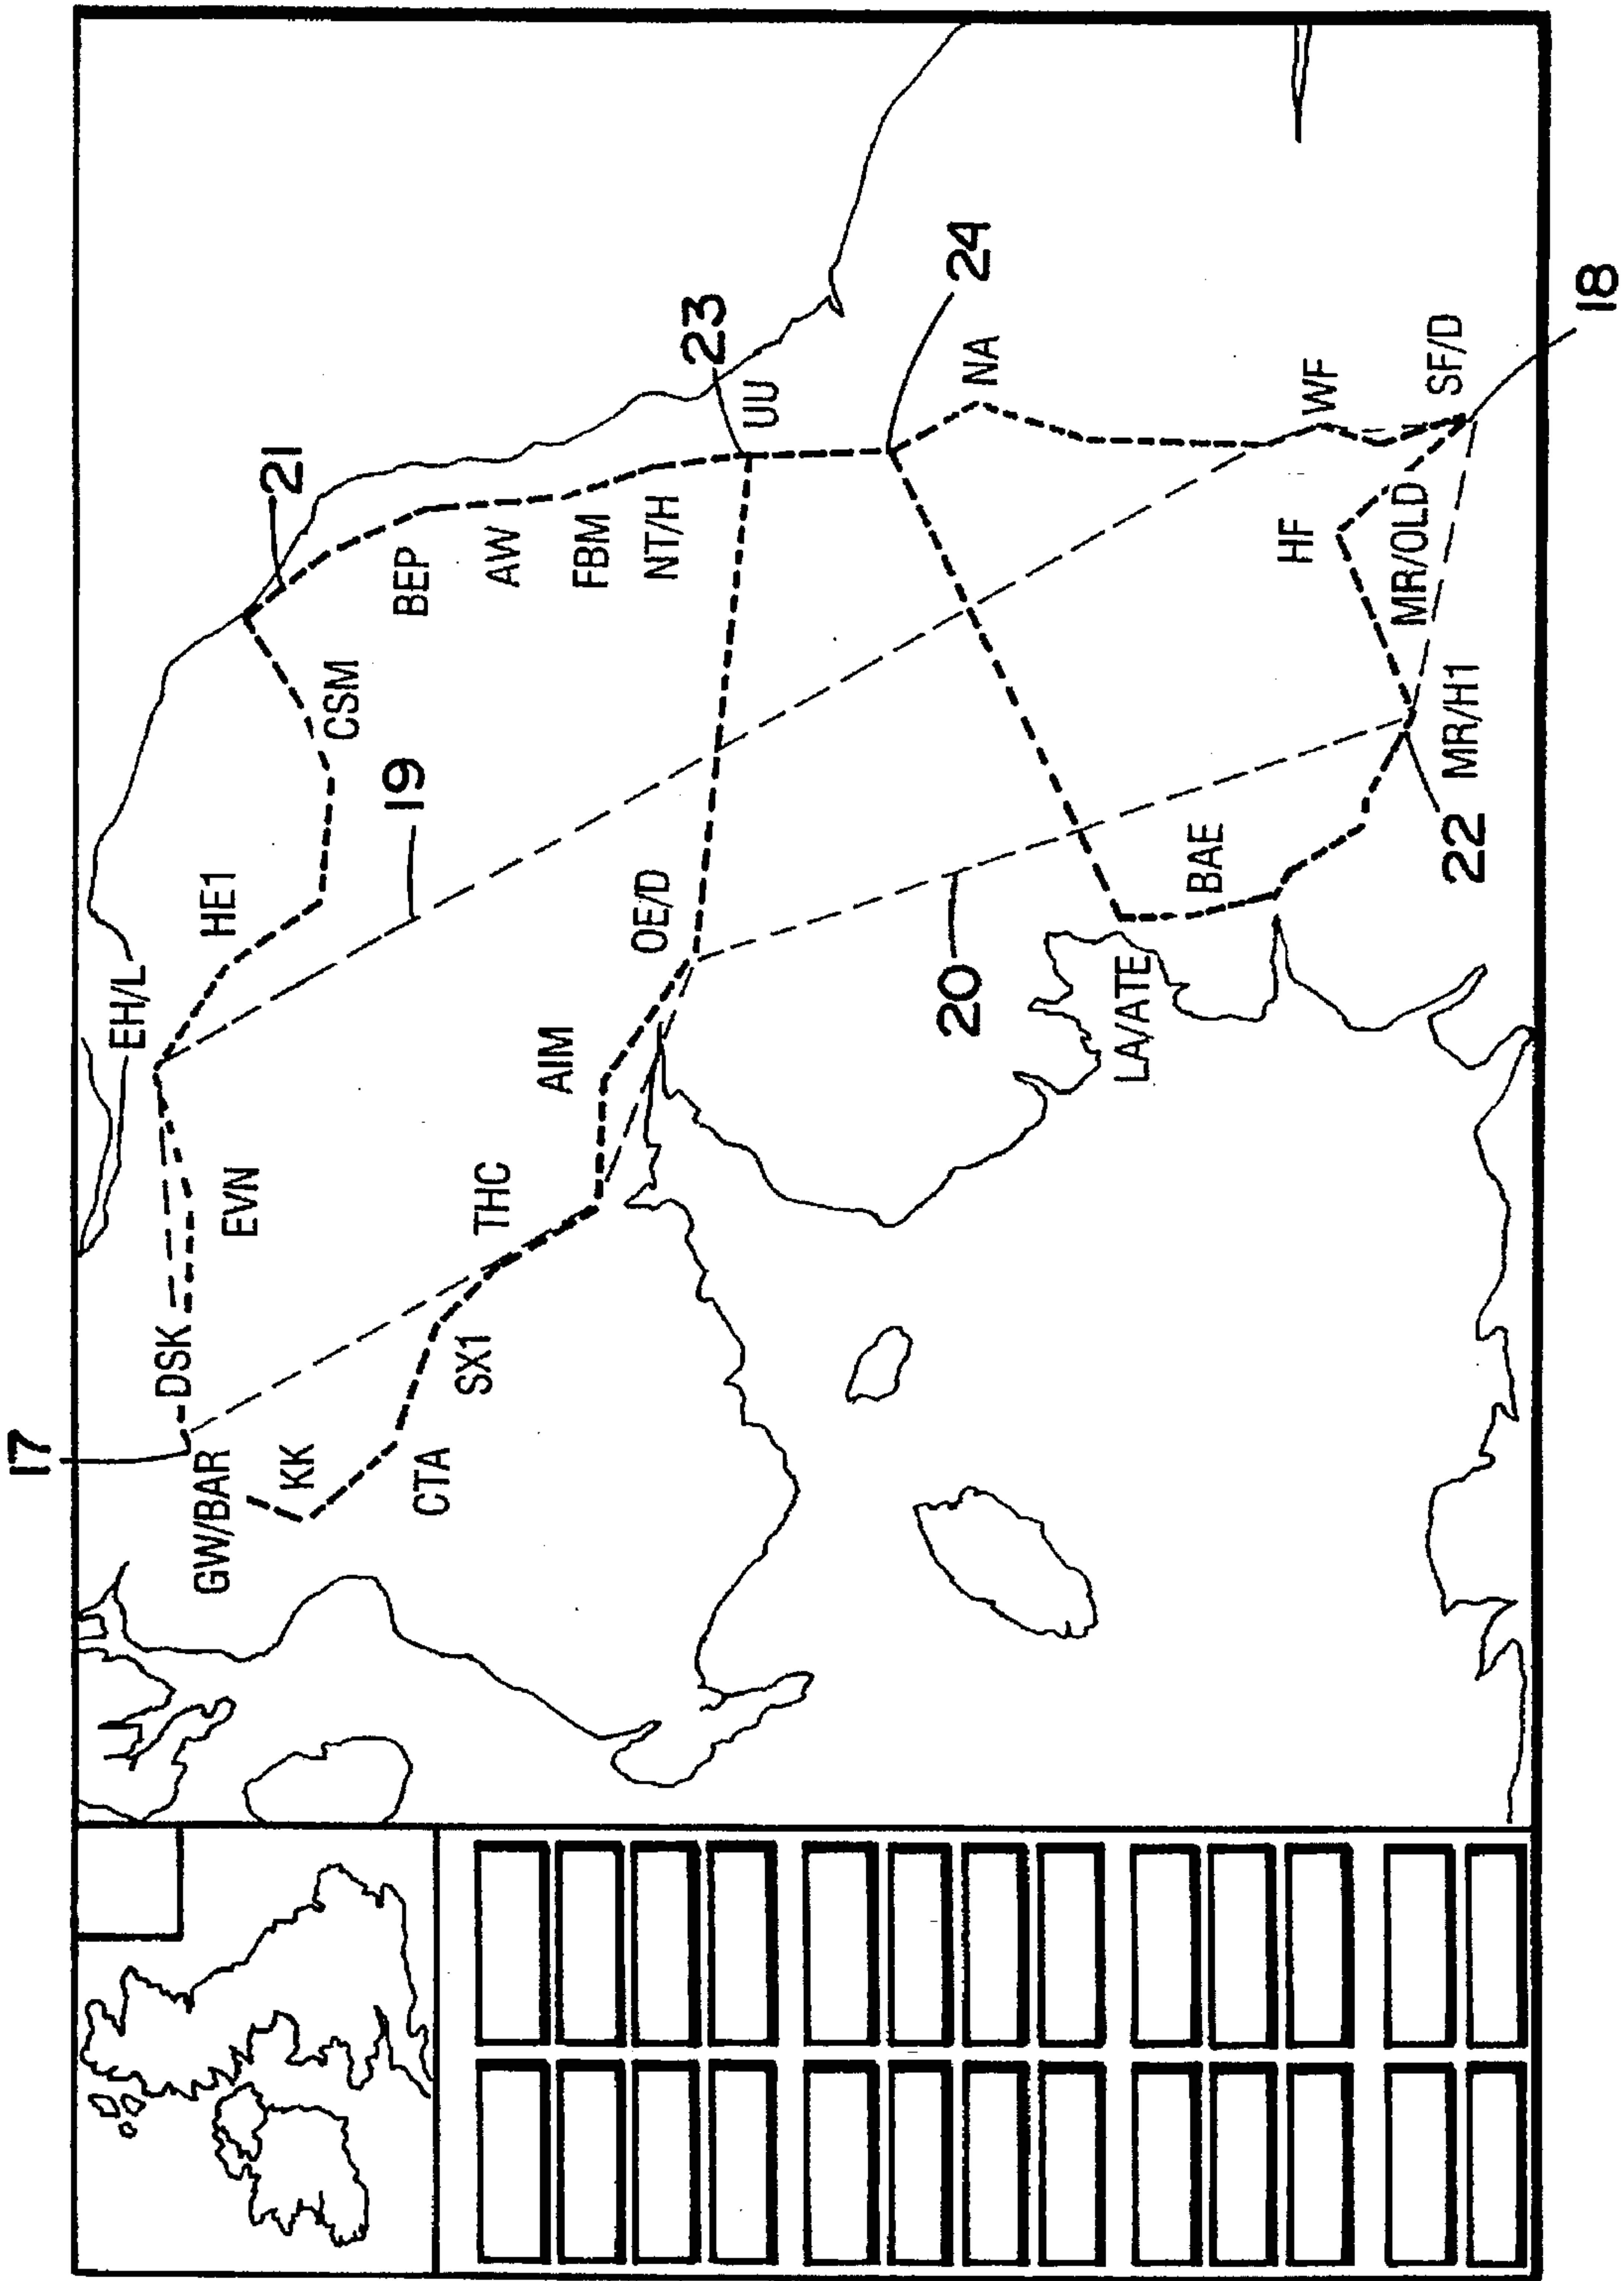 17
GW/BAR
DSK
KK
CTA
SX1
THC
EVN
EH/L
HE1
19
CSM
21
BEP
AW
FBM
NT/H
23
UU
AIM
OE/D
20
24
NA
LA/ATE
BAE
22
MR/H1
MR/OLD
HF
WF
SF/D
18